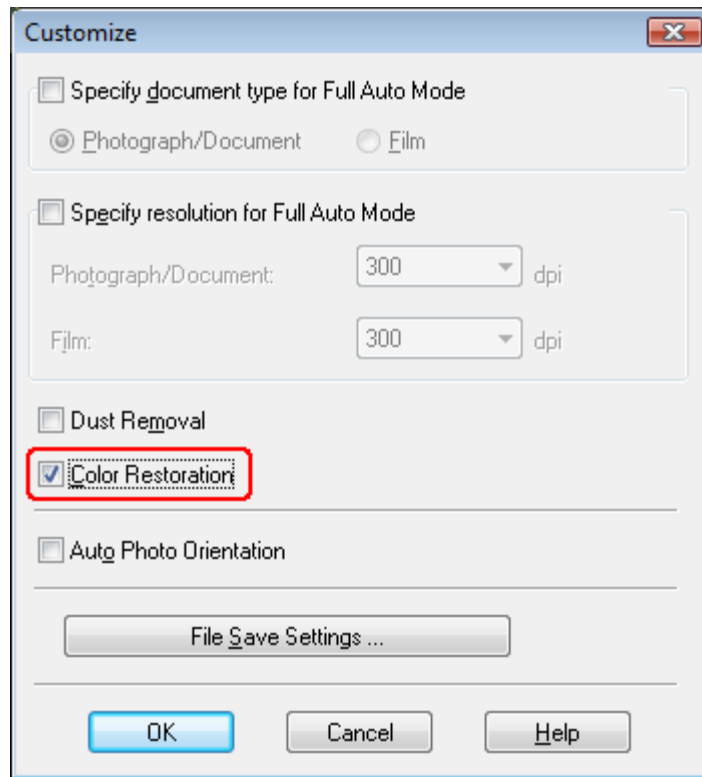 Customize
Specify document type for Full Auto Mode
Photograph/Document Film
Specify resolution for Full Auto Mode
Photograph/Document: 300 dpi
Film: 300 dpi
Dust Removal
Color Restoration
Auto Photo Orientation
File Save Settings ...
OK Cancel Help